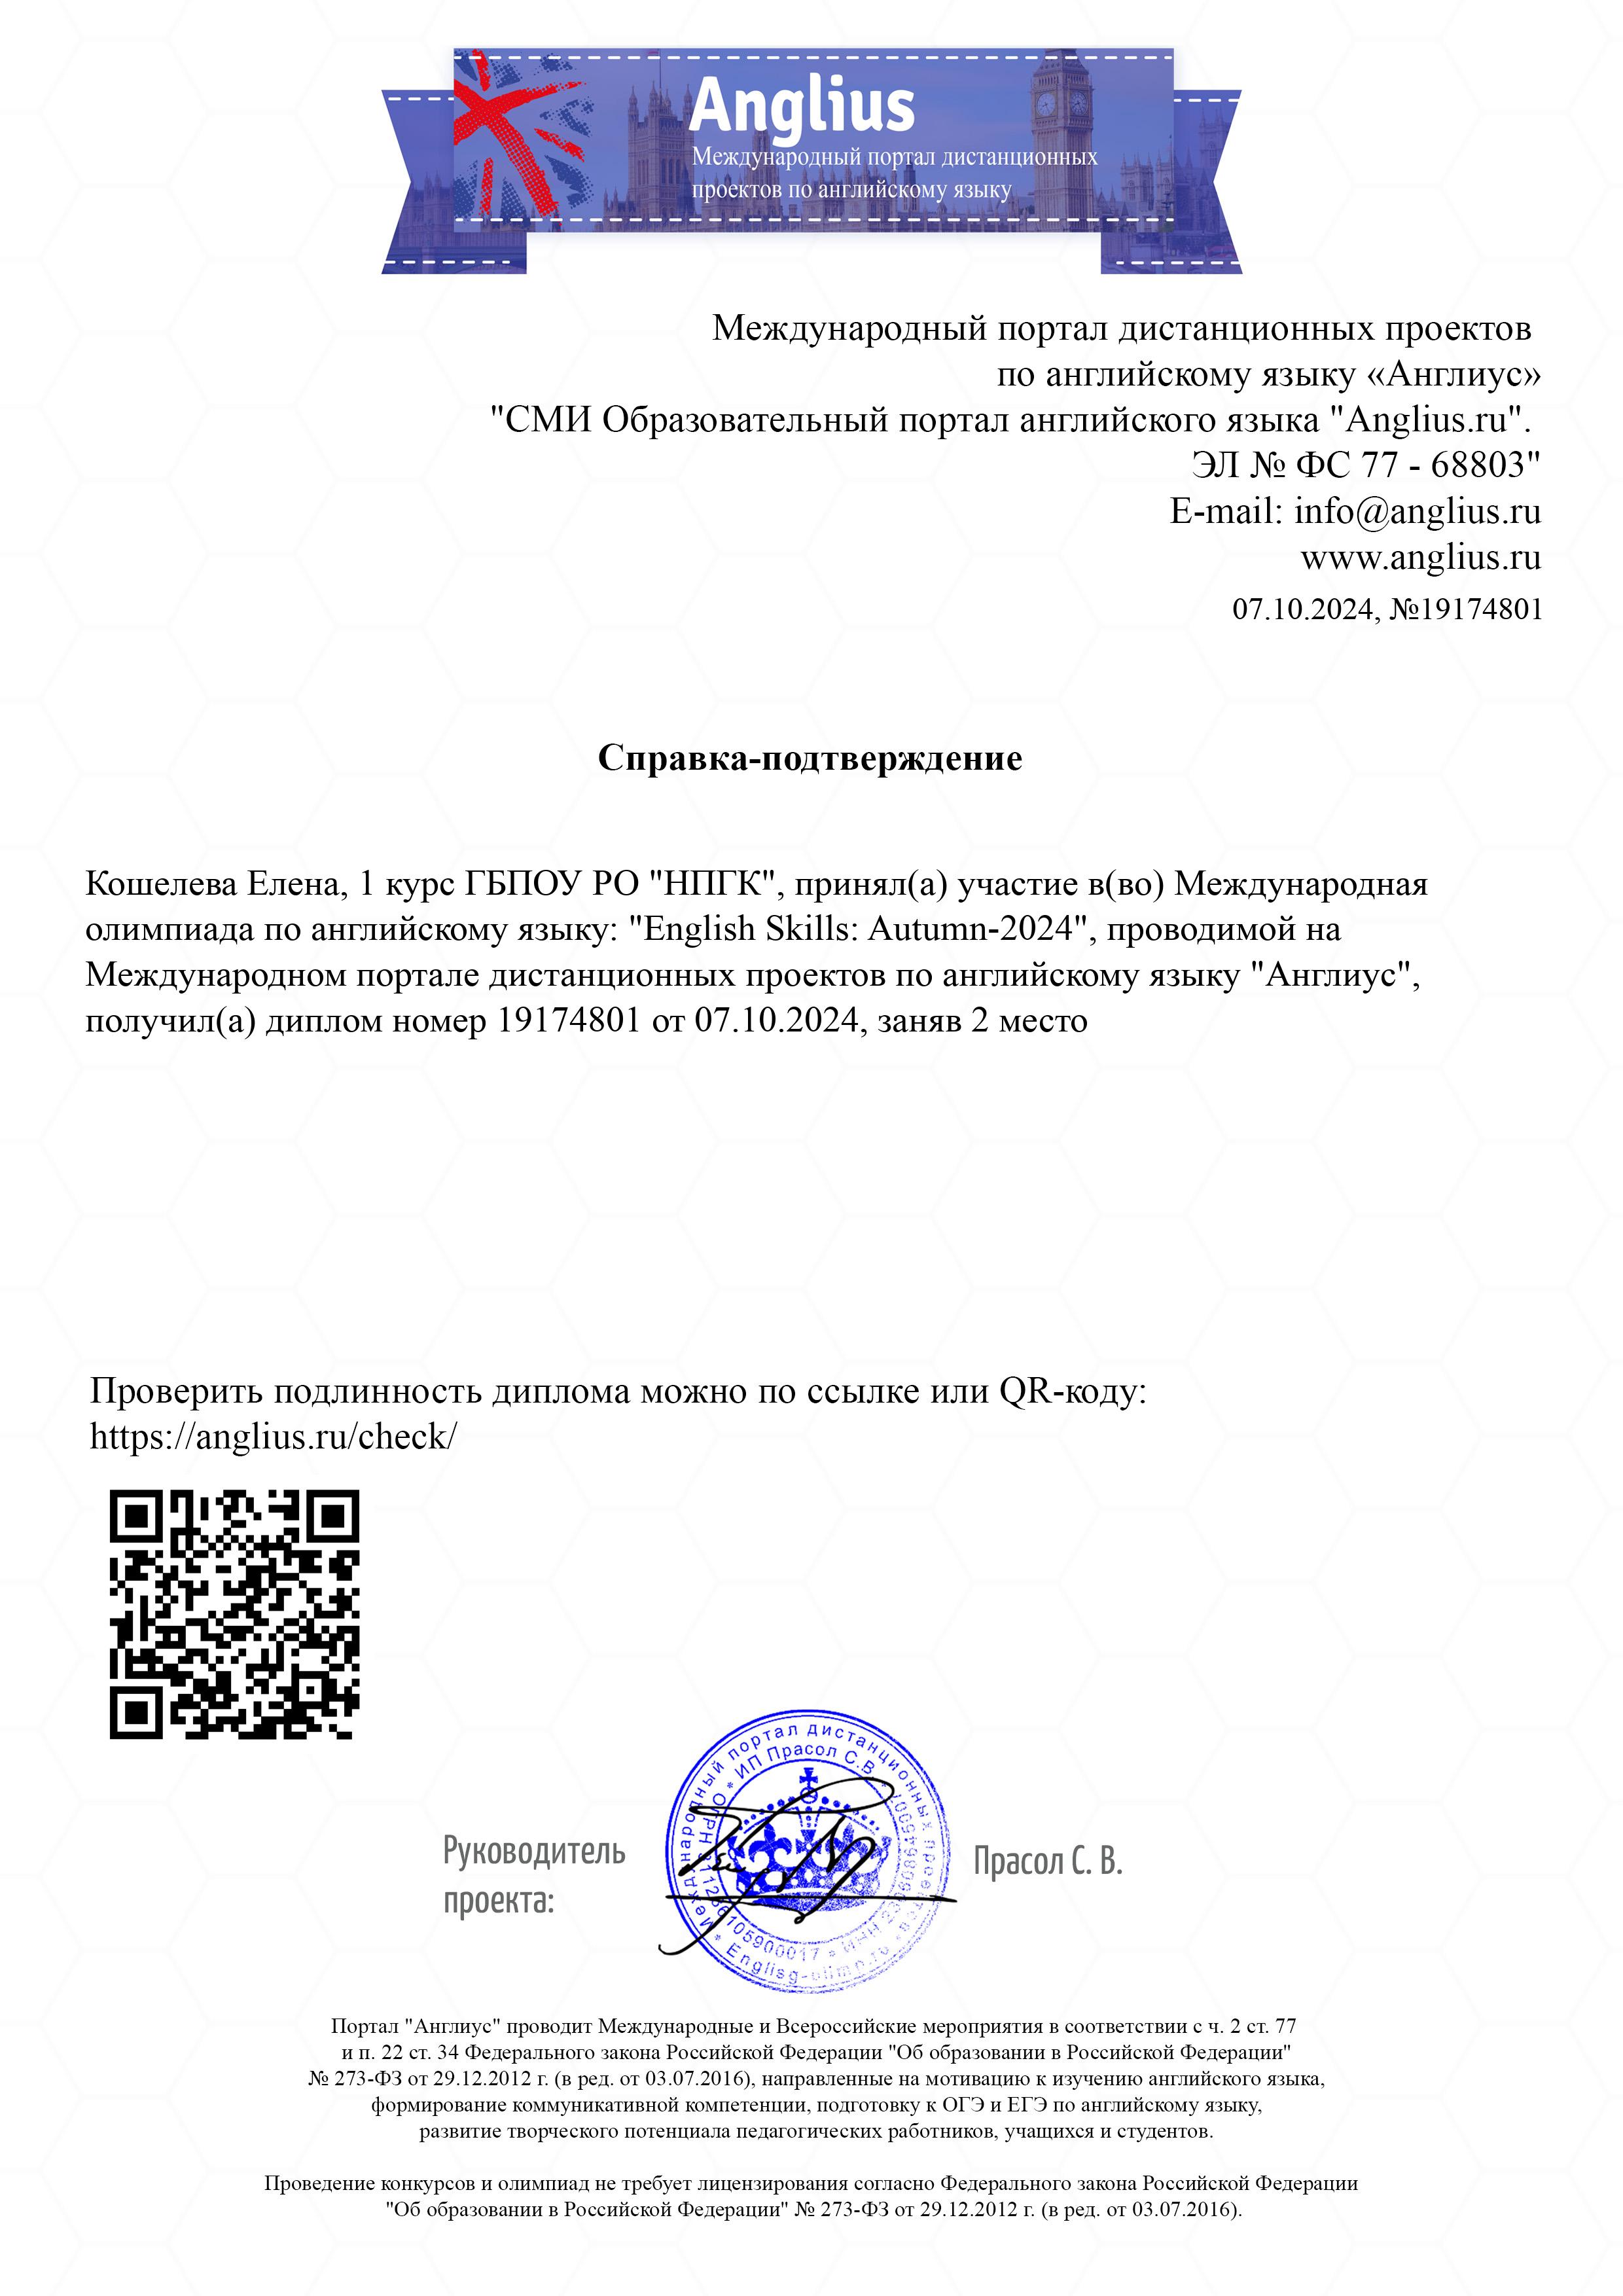 Anglius
Международный портал дистанционных
проектов по английскому языку
Международный портал дистанционных проектов
по английскому языку «Англиус»
"СМИ Образовательный портал английского языка "Anglius.ru".
ЭЛ № ФС 77 - 68803"
E-mail: info@anglius.ru
www.anglius.ru
07.10.2024, №19174801
Справка-подтверждение
Кошелева Елена, 1 курс ГБПОУ РО "НПГК", принял(а) участие в(во) Международная
олимпиада по английскому языку: "English Skills: Autumn-2024", проводимой на
Международном портале дистанционных проектов по английскому языку "Англиус",
получил(а) диплом номер 19174801 от 07.10.2024, заняв 2 место
Проверить подлинность диплома можно по ссылке или QR-коду:
https://anglius.ru/check/
Международный портал дистанционных проектов
ИП Прасол С.В
Руководитель
проекта:
Прасол С. В.
Портал "Англиус" проводит Международные и Всероссийские мероприятия в соответствии с ч. 2 ст. 77
и п. 22 ст. 34 Федерального закона Российской Федерации "Об образовании в Российской Федерации"
№ 273-ФЗ от 29.12.2012 г. (в ред. от 03.07.2016), направленные на мотивацию к изучению английского языка,
формирование коммуникативной компетенции, подготовку к ОГЭ и ЕГЭ по английскому языку,
развитие творческого потенциала педагогических работников, учащихся и студентов.
Проведение конкурсов и олимпиад не требует лицензирования согласно Федерального закона Российской Федерации
"Об образовании в Российской Федерации" № 273-ФЗ от 29.12.2012 г. (в ред. от 03.07.2016).